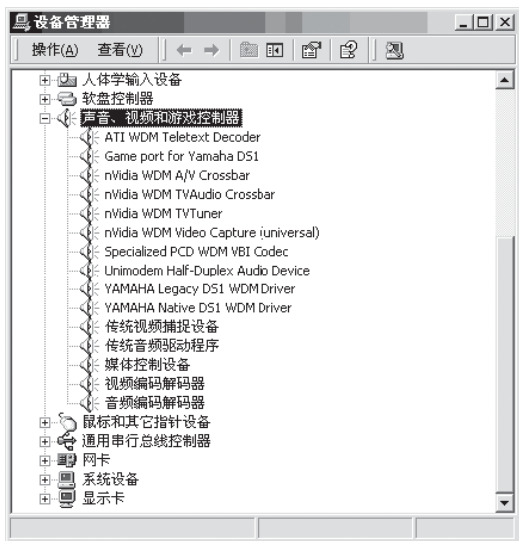 设备管理器
操作(A) 查看(V)
人体学输入设备
软盘控制器
声音、视频和游戏控制器
ATI WDM Teletext Decoder
Game port for Yamaha DS1
nVidia WDM A/V Crossbar
nVidia WDM TVAudio Crossbar
nVidia WDM TVTuner
nVidia WDM Video Capture (universal)
Specialized PCD WDM VBI Codec
Unimodem Half-Duplex Audio Device
YAMAHA Legacy DS1 WDM Driver
YAMAHA Native DS1 WDM Driver
传统视频捕捉设备
传统音频驱动程序
媒体控制设备
视频编码解码器
音频编码解码器
鼠标和其它指针设备
通用串行总线控制器
网卡
系统设备
显示卡